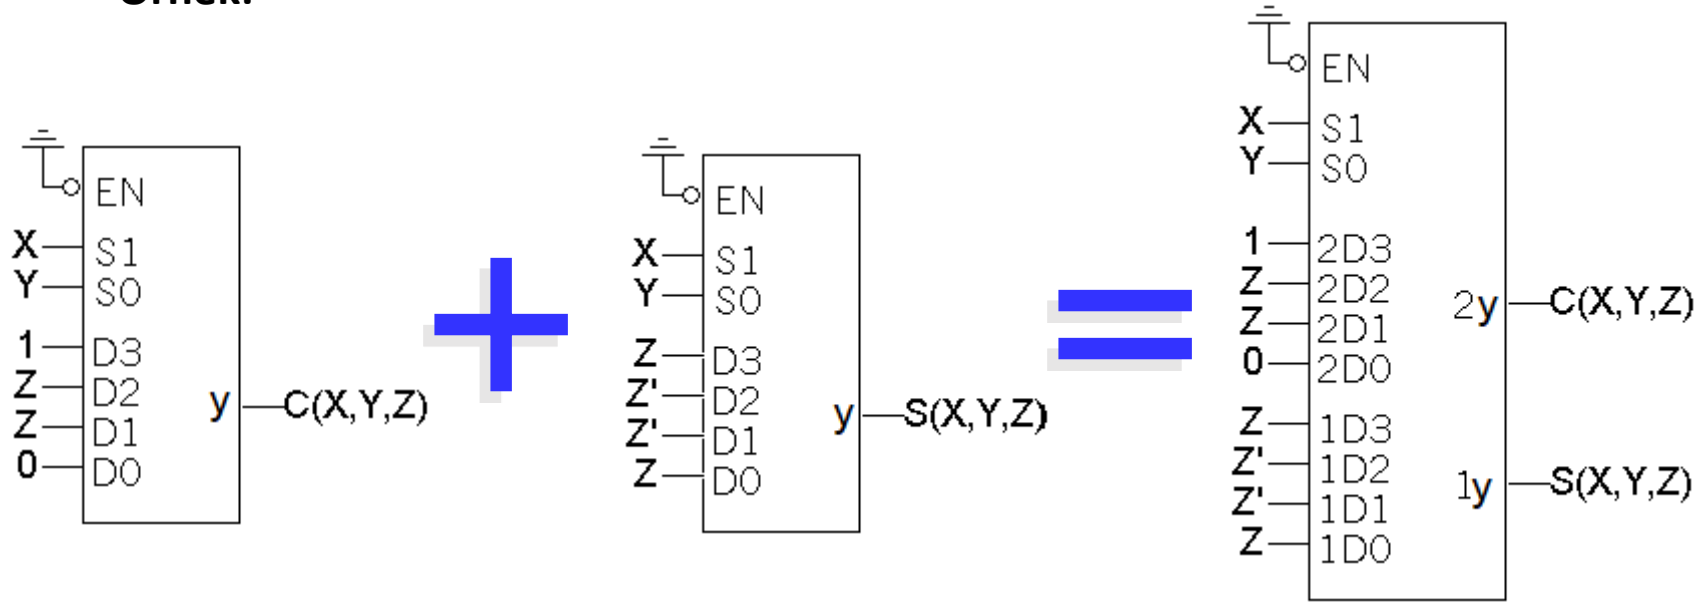 EN
X S1
Y S0
1 D3
Z D2
Z D1
0 D0
y C(X,Y,Z)
EN
X S1
Y S0
Z D3
Z' D2
Z' D1
Z D0
y S(X,Y,Z)
EN
X S1
Y S0
1 2D3
Z 2D2
Z 2D1
0 2D0
2y C(X,Y,Z)
Z 1D3
Z' 1D2
Z' 1D1
Z 1D0
1y S(X,Y,Z)